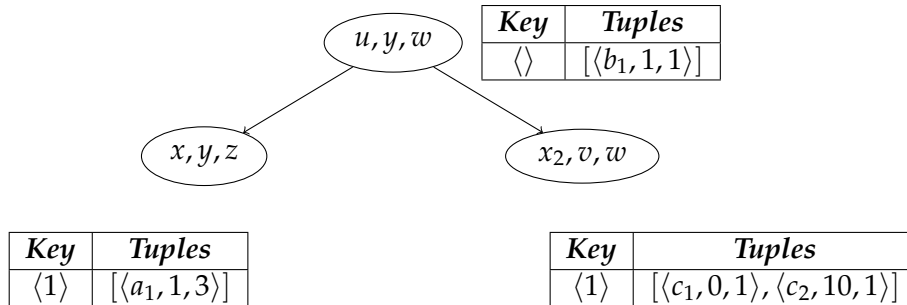 u, y, w
Key Tuples
⟨⟩ [⟨b₁, 1, 1⟩]
x, y, z
x₂, v, w
Key Tuples
⟨1⟩ [⟨a₁, 1, 3⟩]
Key Tuples
⟨1⟩ [⟨c₁, 0, 1⟩, ⟨c₂, 10, 1⟩]